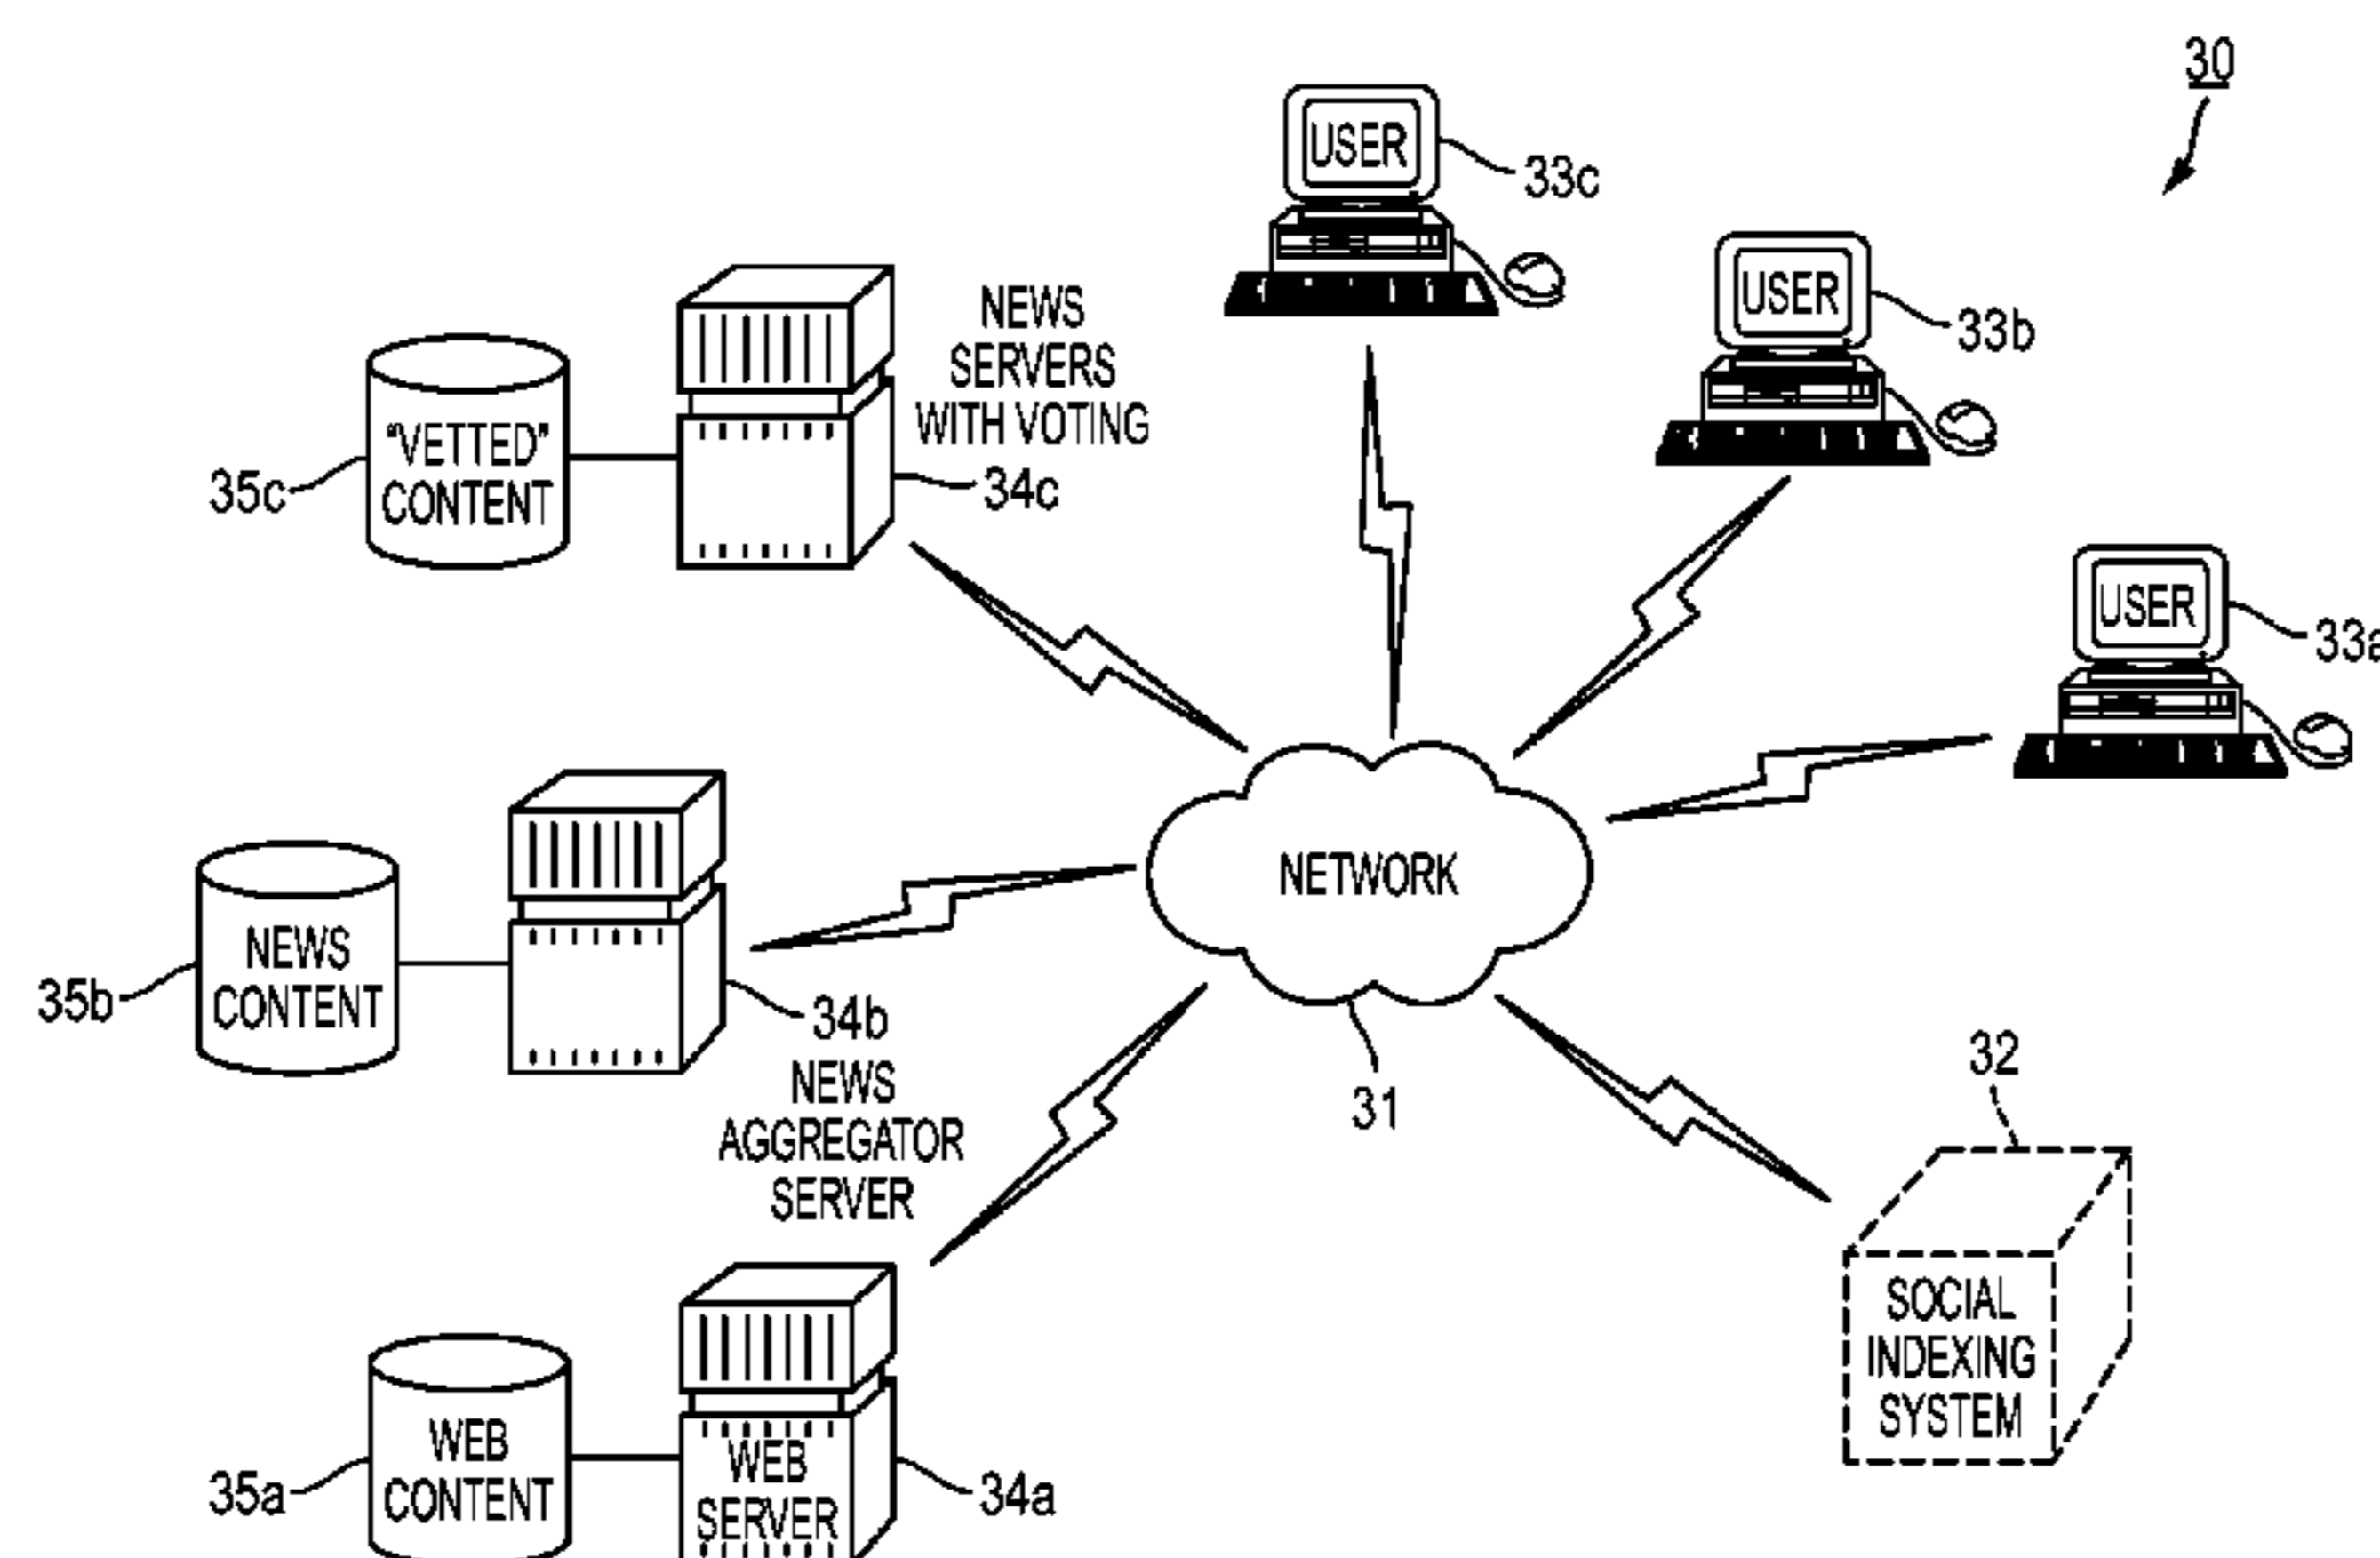 30
USER
33c
USER
33b
NEWS
SERVERS
WITH VOTING
34c
"VETTED"
CONTENT
35c
USER
33a
NETWORK
31
NEWS
CONTENT
35b
34b
NEWS
AGGREGATOR
SERVER
32
SOCIAL
INDEXING
SYSTEM
WEB
CONTENT
35a
WEB
SERVER
34a